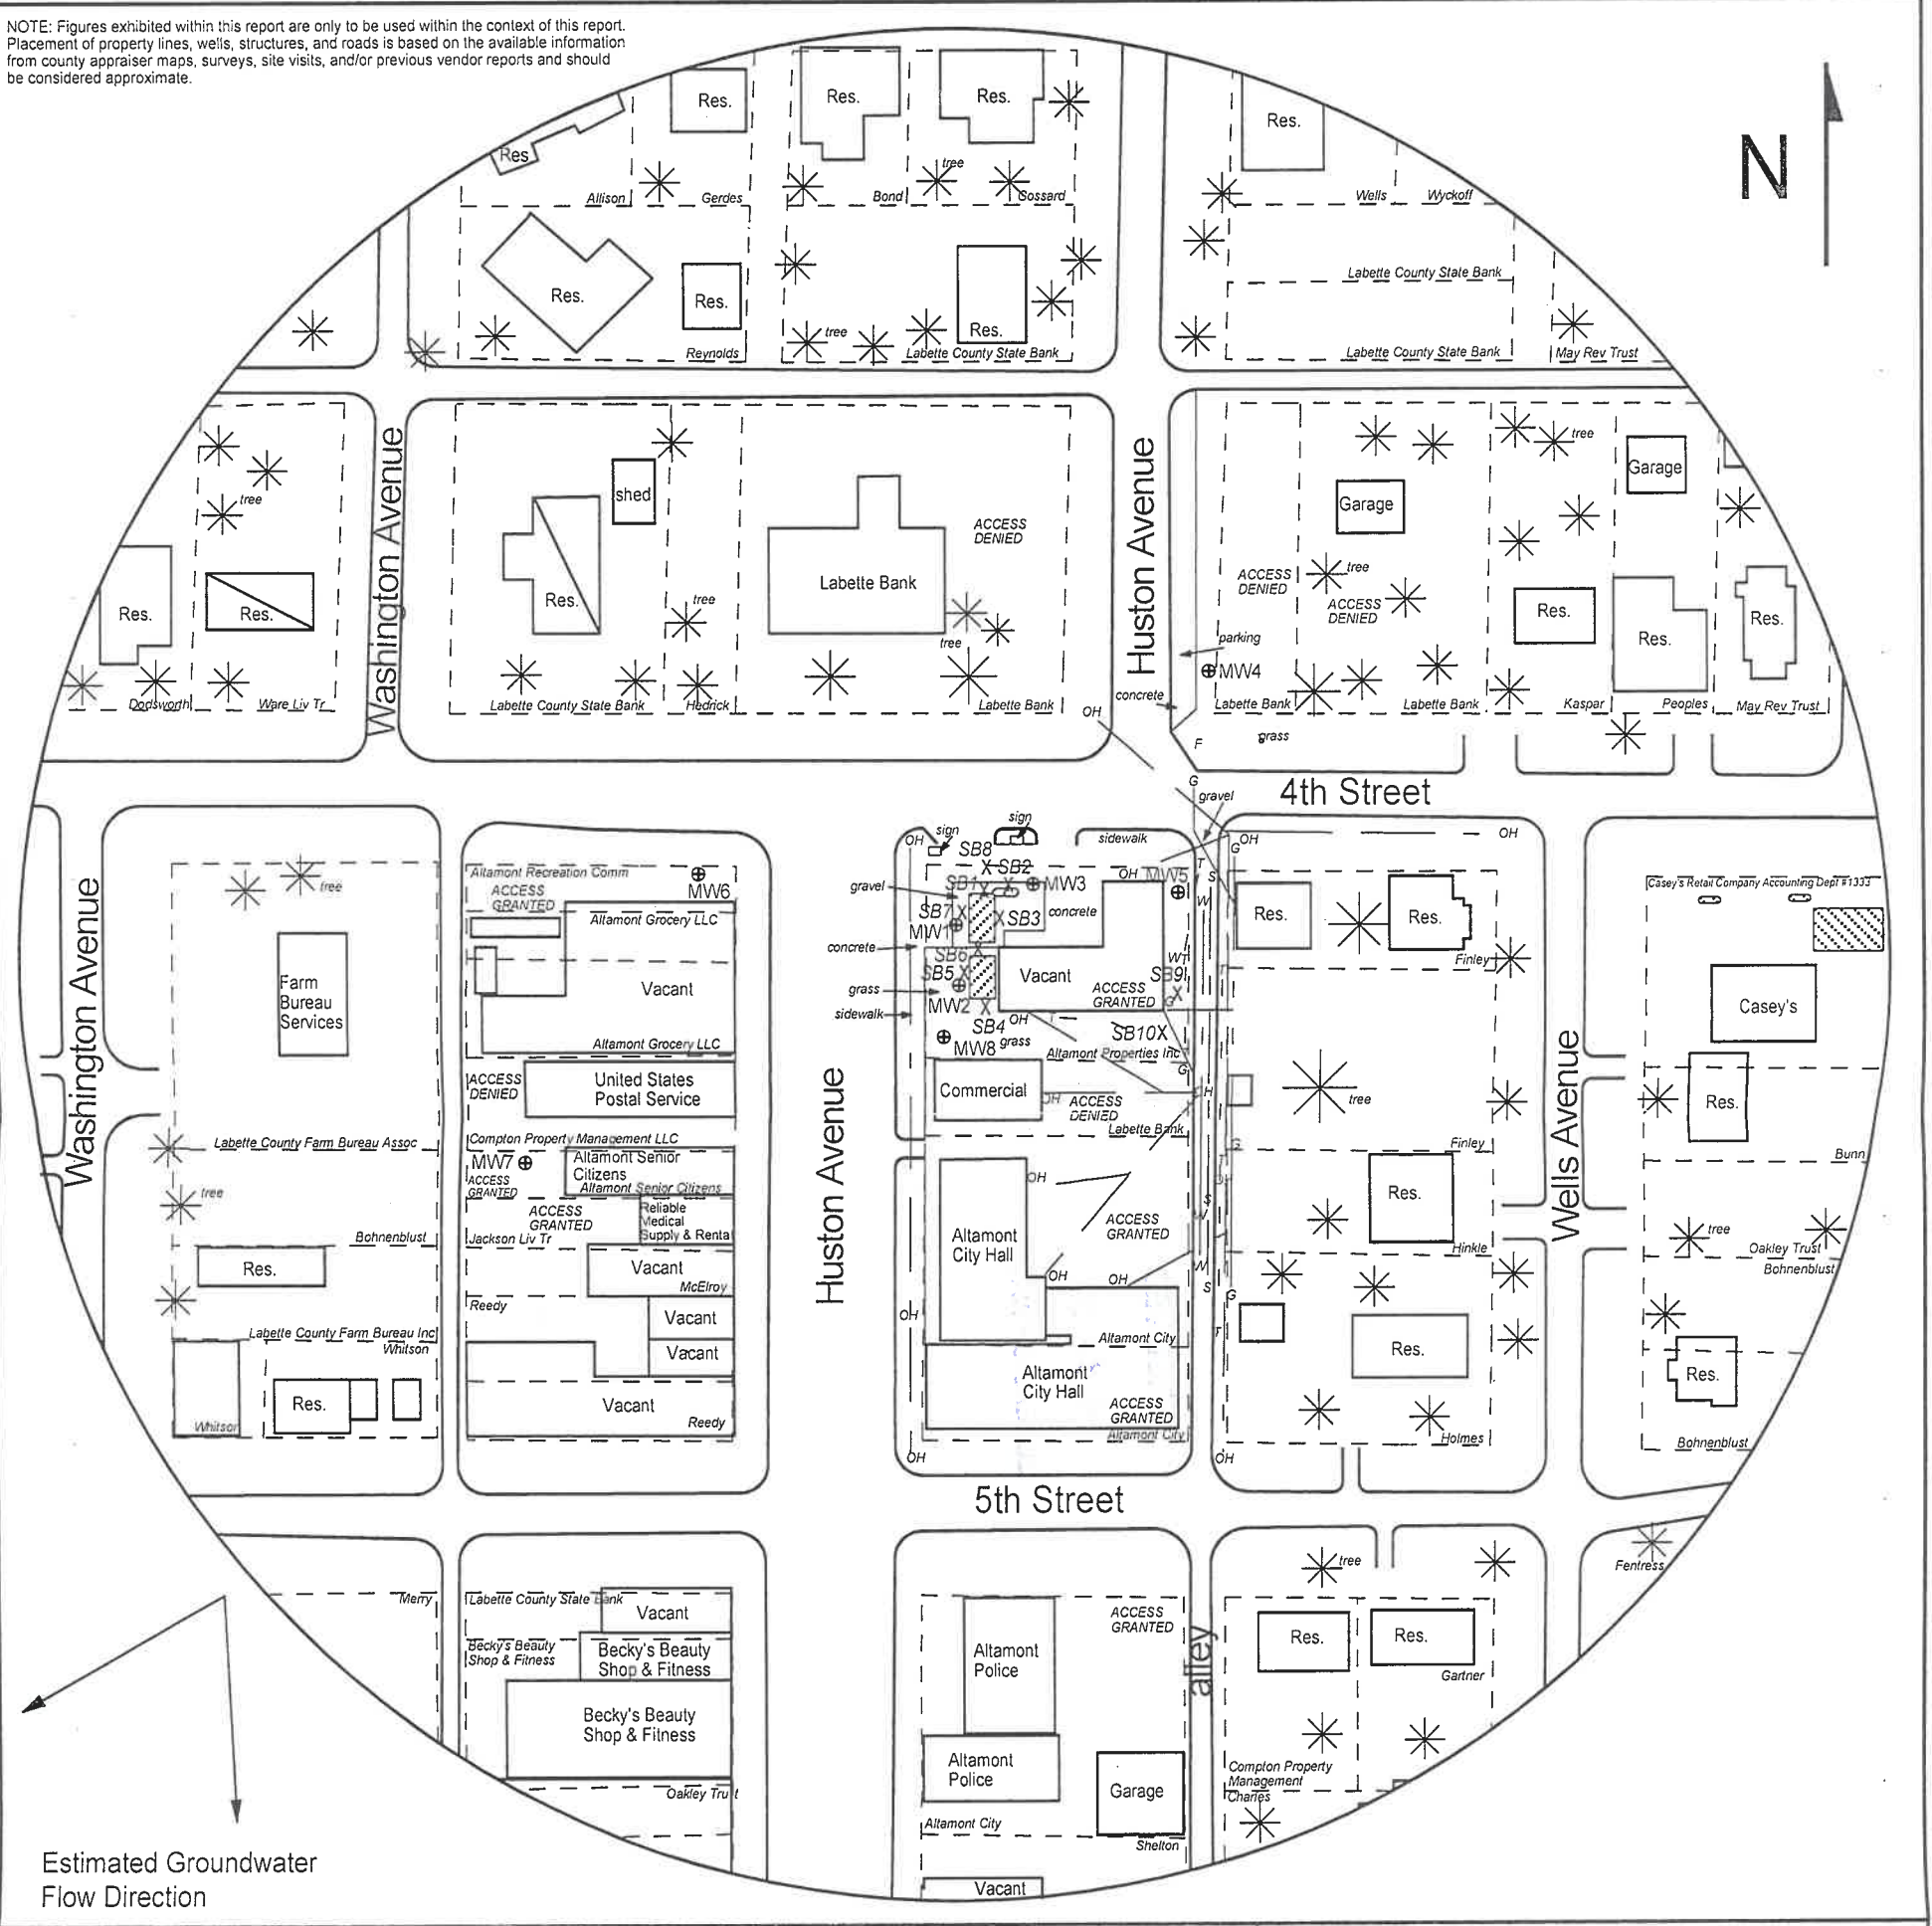 NOTE: Figures exhibited within this report are only to be used within the context of this report.
Placement of property lines, wells, structures, and roads is based on the available information
from county appraiser maps, surveys, site visits, and/or previous vendor reports and should
be considered approximate.
N
Res.
Res.
Res.
Res.
Res
tree
Allison
Gerdes
Bond
Gossard
Wells
Wyckoff
Labette County State Bank
Res.
Res.
Res.
tree
Reynolds
Labette County State Bank
Labette County State Bank
May Rev Trust
Washington Avenue
Huston Avenue
tree
tree
Garage
shed
Garage
ACCESS
DENIED
Labette Bank
tree
ACCESS
DENIED
ACCESS
DENIED
Res.
Res.
Res.
tree
tree
Res.
Res.
Res.
parking
MW4
concrete
Dodsworth
Ware Liv Tr
Labette County State Bank
Hedrick
Labette Bank
Labette Bank
Labette Bank
Kaspar
Peoples
May Rev Trust
OH
F
grass
G
4th Street
gravel
sign
sign
sidewalk
OH
OH
OH
G
SB8
SB2
SB1
MW3
OH
MW5
T
S
W
gravel
SB7
SB3
concrete
MW1
concrete
SB6
SB5
Vacant
ACCESS
GRANTED
WT
SB9
G
grass
MW2
sidewalk
SB4
OH
T
SB10
MW8
grass
Altamont Properties Inc
G
Altamont Recreation Comm
ACCESS
GRANTED
MW6
Altamont Grocery LLC
Vacant
Altamont Grocery LLC
tree
Farm
Bureau
Services
Washington Avenue
Res.
Res.
Finley
Casey's Retail Company Accounting Dept #1333
Casey's
ACCESS
DENIED
United States
Postal Service
Commercial
OH
ACCESS
DENIED
Labette Bank
OH
tree
Res.
Wells Avenue
Labette County Farm Bureau Assoc
Compton Property Management LLC
MW7
ACCESS
GRANTED
Altamont Senior
Citizens
Altamont Senior Citizens
Huston Avenue
OH
G
T
Finley
Bunn
tree
ACCESS
GRANTED
Reliable
Medical
Supply & Rental
Jackson Liv Tr
Bohnenblust
Res.
Altamont
City Hall
ACCESS
GRANTED
S
W
Res.
Hinkle
tree
Oakley Trust
Bohnenblust
Vacant
McElroy
Reedy
Vacant
Vacant
OH
OH
OH
W
S
G
T
Labette County Farm Bureau Inc
Whitson
Altamont City
Res.
Res.
Whitson
Res.
Vacant
Reedy
Altamont
City Hall
ACCESS
GRANTED
Altamont City
OH
OH
Holmes
Bohnenblust
5th Street
tree
Fentress
Merry
Labette County State Bank
Vacant
Becky's Beauty
Shop & Fitness
Becky's Beauty
Shop & Fitness
Becky's Beauty
Shop & Fitness
Oakley Trust
ACCESS
GRANTED
Altamont
Police
Altamont
Police
Garage
Altamont City
Shelton
Vacant
alley
Res.
Res.
Gartner
Compton Property
Management
Charles
Estimated Groundwater
Flow Direction